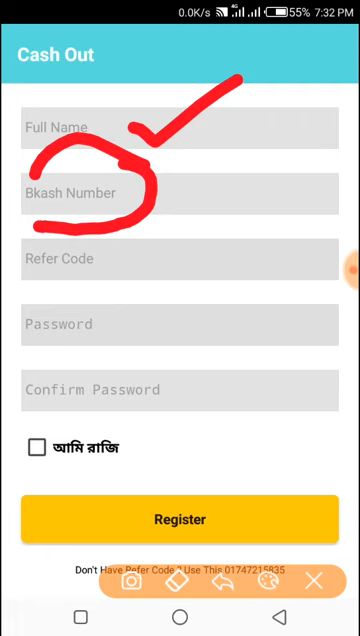 0.0K/s 4G 55% 7:32 PM
Cash Out
Full Name
Bkash Number
Refer Code
Password
Confirm Password
আমি রাজি
Register
Don't Have Refer Code ? Use This 01747215835